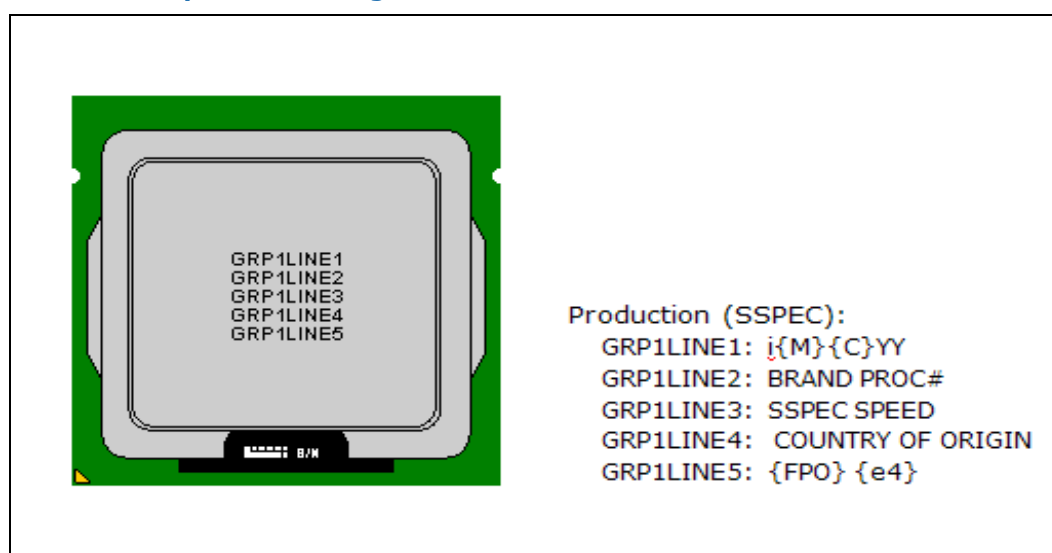 GRP1LINE1
GRP1LINE2
GRP1LINE3
GRP1LINE4
GRP1LINE5
S/N
Production (SSPEC):
GRP1LINE1: i{M}{C}YY
GRP1LINE2: BRAND PROC#
GRP1LINE3: SSPEC SPEED
GRP1LINE4: COUNTRY OF ORIGIN
GRP1LINE5: {FPO} {e4}